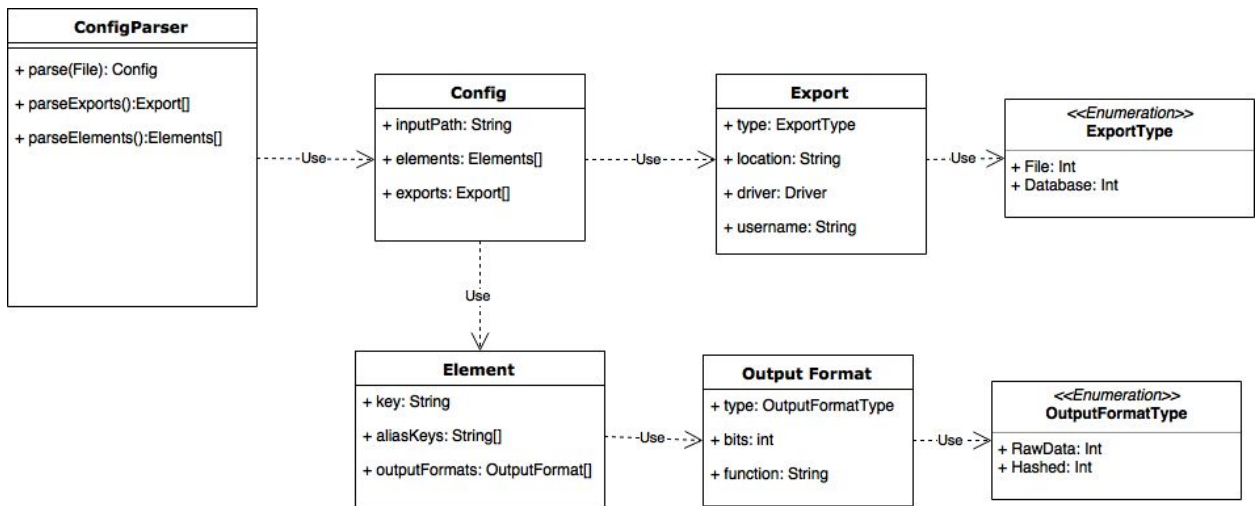 ConfigParser
+ parse(File): Config
+ parseExports():Export[]
+ parseElements():Elements[]
Use
Config
+ inputPath: String
+ elements: Elements[]
+ exports: Export[]
Use
Export
+ type: ExportType
+ location: String
+ driver: Driver
+ username: String
Use
<<Enumeration>>
ExportType
+ File: Int
+ Database: Int
Use
Element
+ key: String
+ aliasKeys: String[]
+ outputFormats: OutputFormat[]
Use
Output Format
+ type: OutputFormatType
+ bits: int
+ function: String
Use
<<Enumeration>>
OutputFormatType
+ RawData: Int
+ Hashed: Int